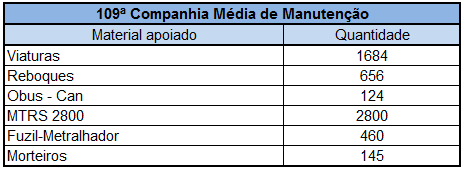 109ª Companhia Média de Manutenção
Material apoiado Quantidade
Viaturas 1684
Reboques 656
Obus - Can 124
MTRS 2800 2800
Fuzil-Metralhador 460
Morteiros 145